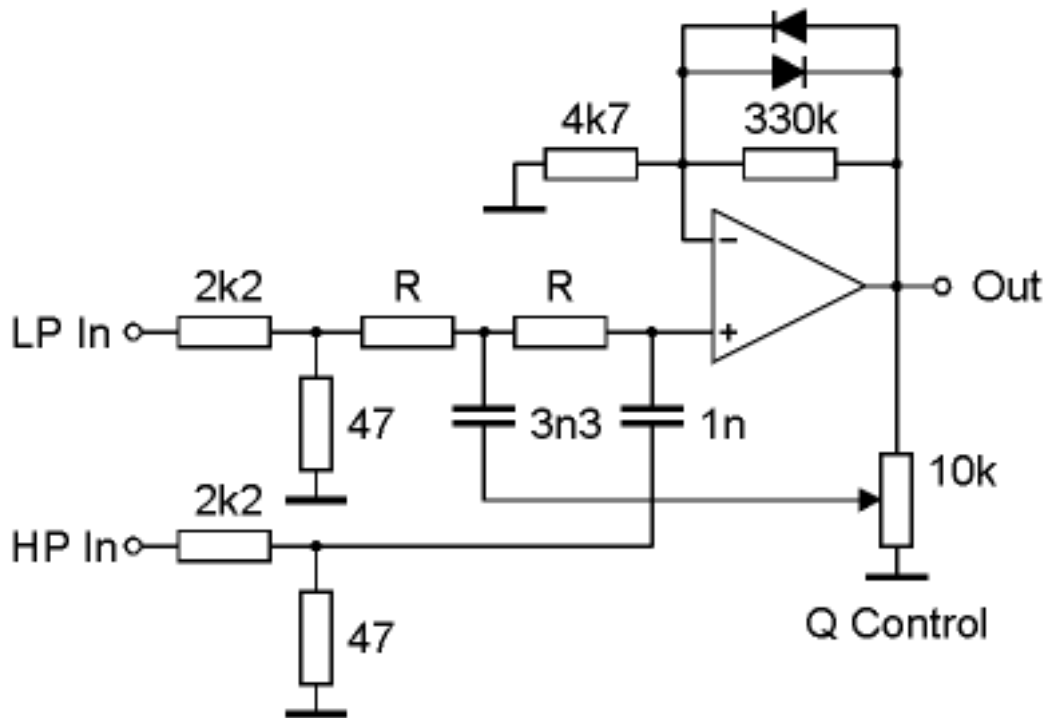 4k7
330k
2k2
R
R
LP In
Out
47
3n3
1n
10k
2k2
HP In
47
Q Control
-
+